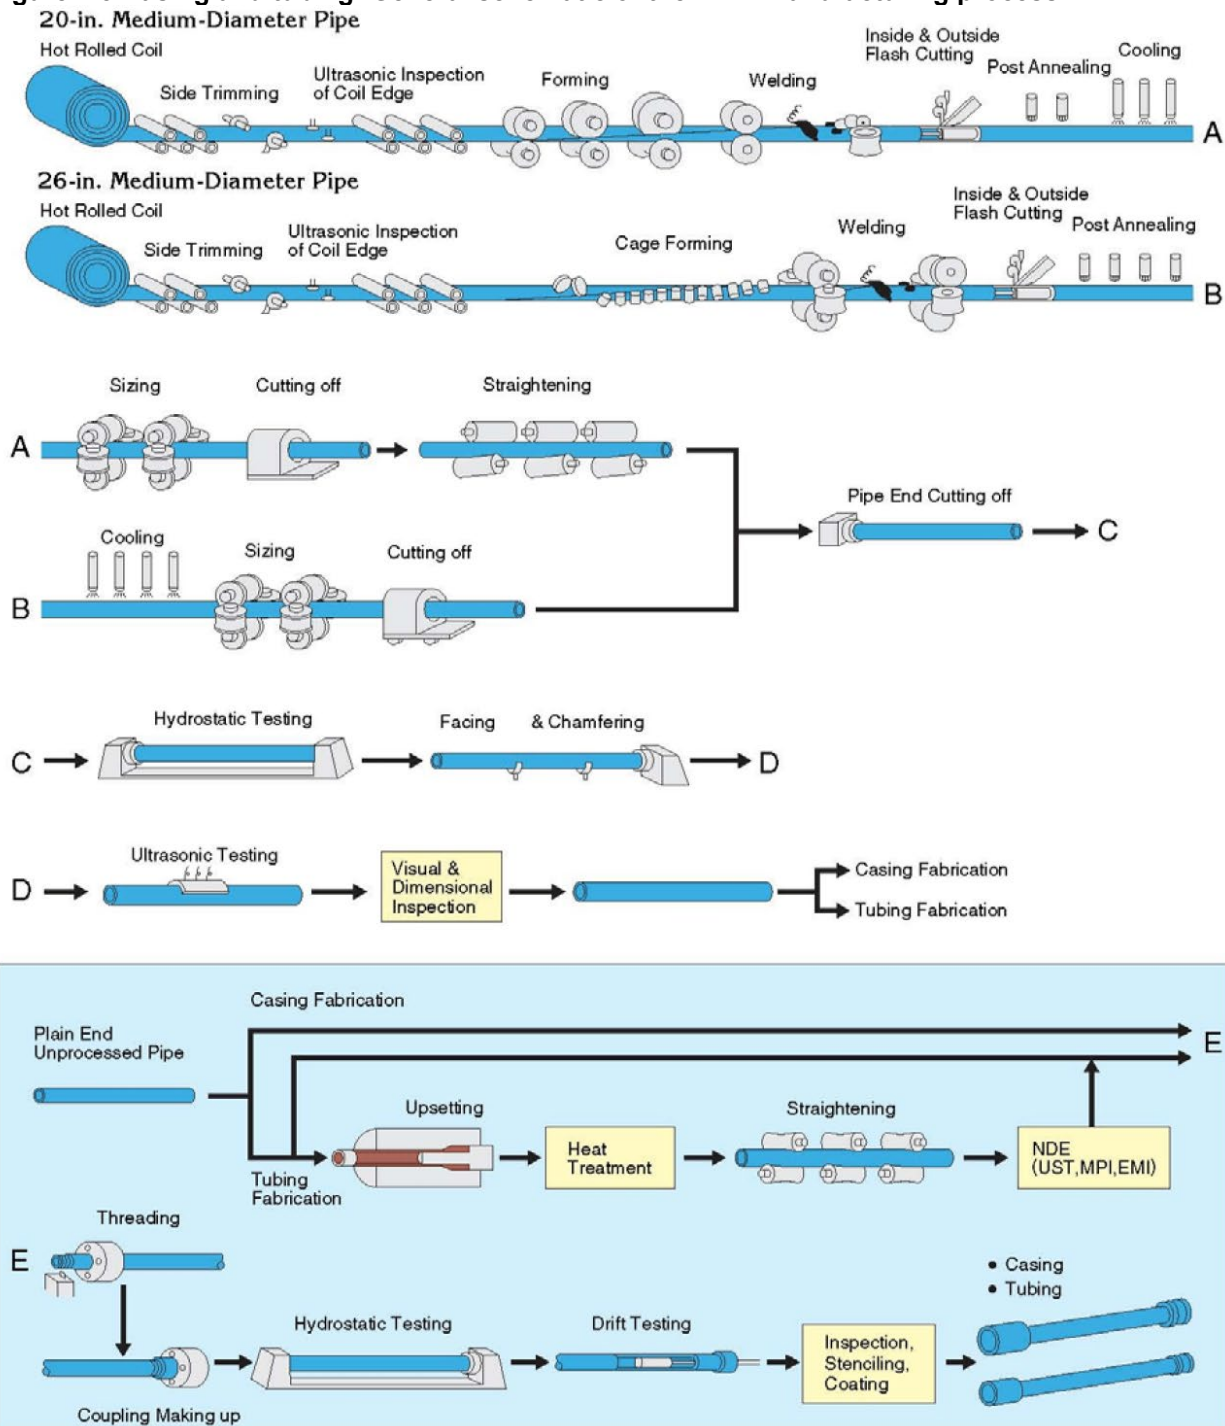 20-in. Medium-Diameter Pipe
Hot Rolled Coil
Side Trimming
Ultrasonic Inspection
of Coil Edge
Forming
Welding
Inside & Outside
Flash Cutting
Post Annealing
Cooling
A
26-in. Medium-Diameter Pipe
Hot Rolled Coil
Side Trimming
Ultrasonic Inspection
of Coil Edge
Cage Forming
Welding
Inside & Outside
Flash Cutting
Post Annealing
B
Sizing
Cutting off
Straightening
A
Pipe End Cutting off
C
Cooling
Sizing
Cutting off
B
Hydrostatic Testing
Facing & Chamfering
C
D
Ultrasonic Testing
D
Visual &
Dimensional
Inspection
Casing Fabrication
Tubing Fabrication
Casing Fabrication
Plain End
Unprocessed Pipe
E
Upsetting
Straightening
Heat
Treatment
NDE
(UST,MPI,EMI)
Tubing
Fabrication
Threading
E
• Casing
• Tubing
Hydrostatic Testing
Drift Testing
Inspection,
Stenciling,
Coating
Coupling Making up